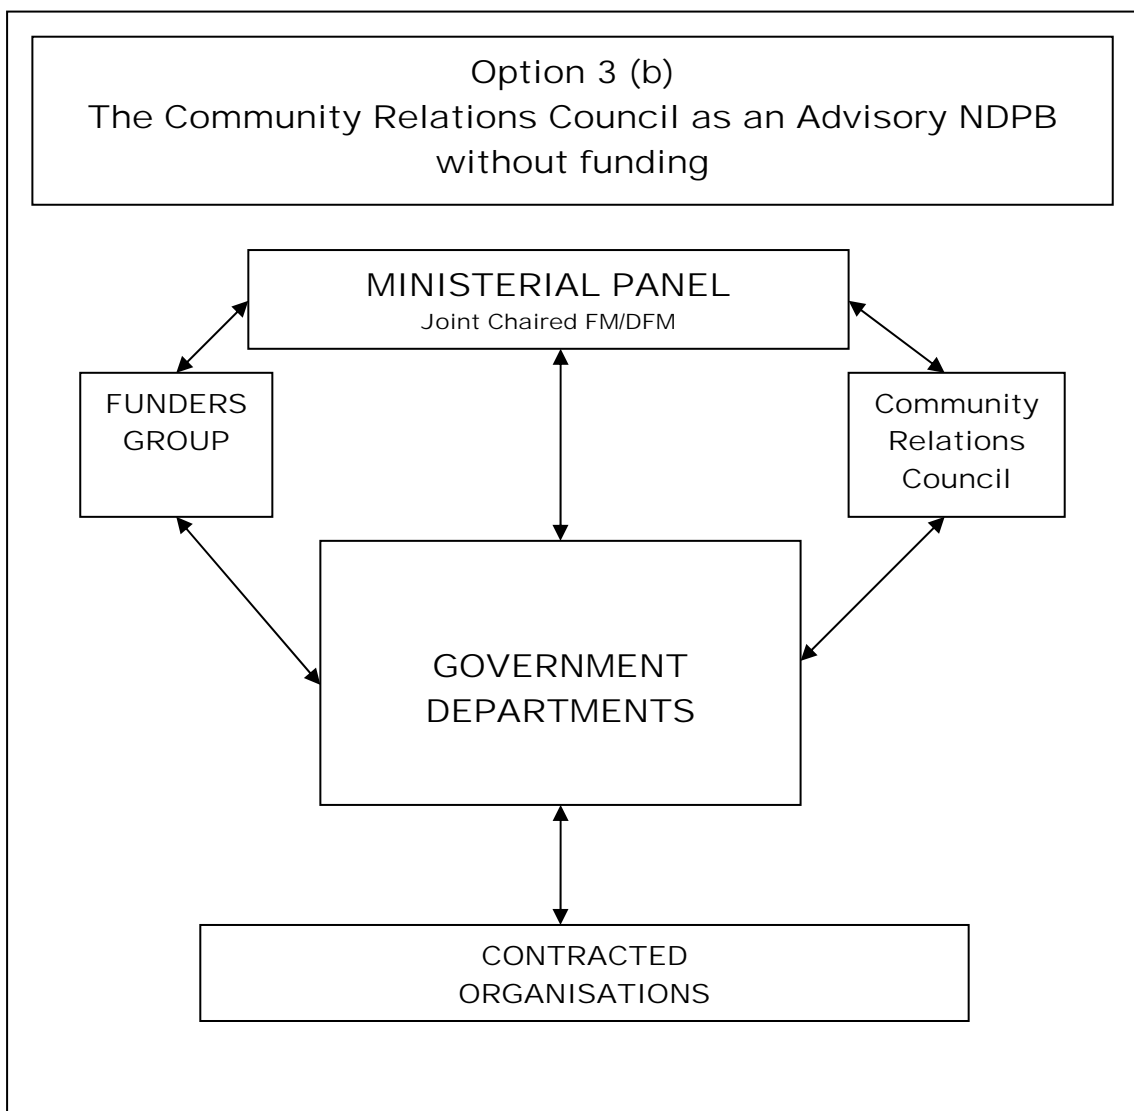 Option 3 (b)
The Community Relations Council as an Advisory NDPB
without funding
MINISTERIAL PANEL
Joint Chaired FM/DFM
FUNDERS
GROUP
Community
Relations
Council
GOVERNMENT
DEPARTMENTS
CONTRACTED
ORGANISATIONS